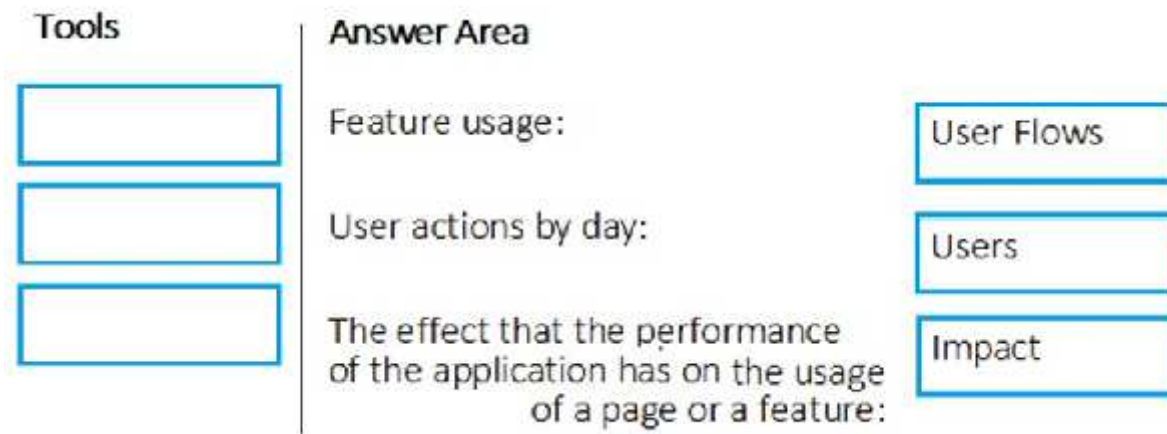 Tools
Answer Area
Feature usage:
User Flows
User actions by day:
Users
The effect that the performance
of the application has on the usage
of a page or a feature:
Impact